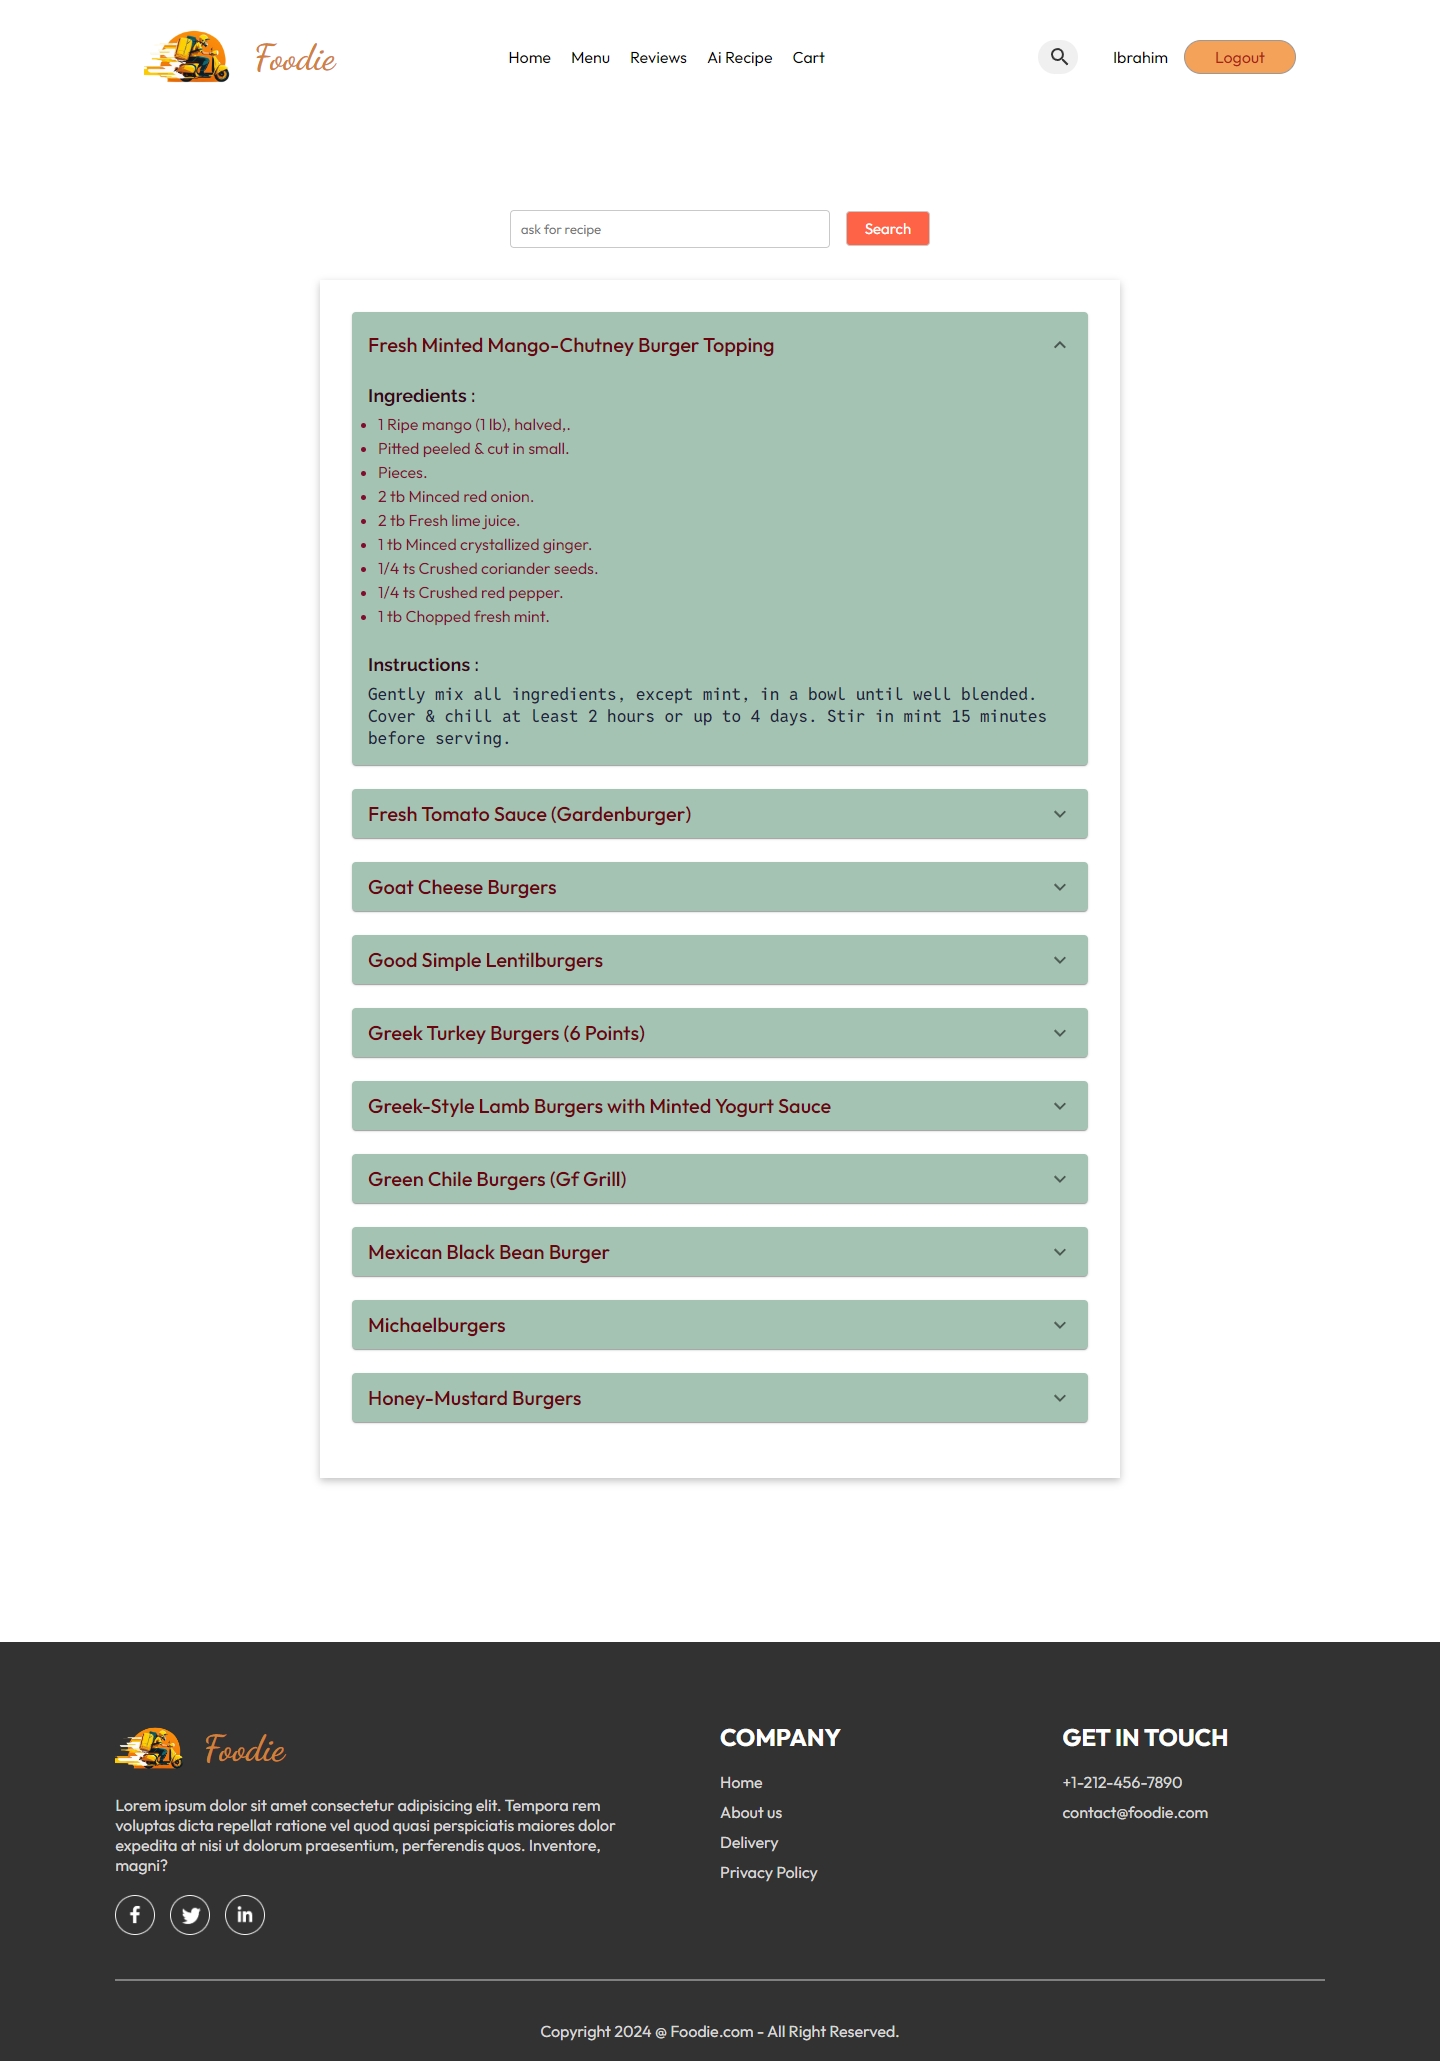 Foodie
Home Menu Reviews Ai Recipe Cart
Ibrahim Logout
ask for recipe Search
Fresh Minted Mango-Chutney Burger Topping
Ingredients :
• 1 Ripe mango (1 lb), halved,.
• Pitted peeled & cut in small.
• Pieces.
• 2 tb Minced red onion.
• 2 tb Fresh lime juice.
• 1 tb Minced crystallized ginger.
• 1/4 ts Crushed coriander seeds.
• 1/4 ts Crushed red pepper.
• 1 tb Chopped fresh mint.
Instructions :
Gently mix all ingredients, except mint, in a bowl until well blended.
Cover & chill at least 2 hours or up to 4 days. Stir in mint 15 minutes
before serving.
Fresh Tomato Sauce (Gardenburger)
Goat Cheese Burgers
Good Simple Lentilburgers
Greek Turkey Burgers (6 Points)
Greek-Style Lamb Burgers with Minted Yogurt Sauce
Green Chile Burgers (Gf Grill)
Mexican Black Bean Burger
Michaelburgers
Honey-Mustard Burgers
Foodie
Lorem ipsum dolor sit amet consectetur adipisicing elit. Tempora rem
voluptas dicta repellat ratione vel quod quasi perspiciatis maiores dolor
expedita at nisi ut dolorum praesentium, perferendis quos. Inventore,
magni?
COMPANY
Home
About us
Delivery
Privacy Policy
GET IN TOUCH
+1-212-456-7890
contact@foodie.com
Copyright 2024 @ Foodie.com - All Right Reserved.